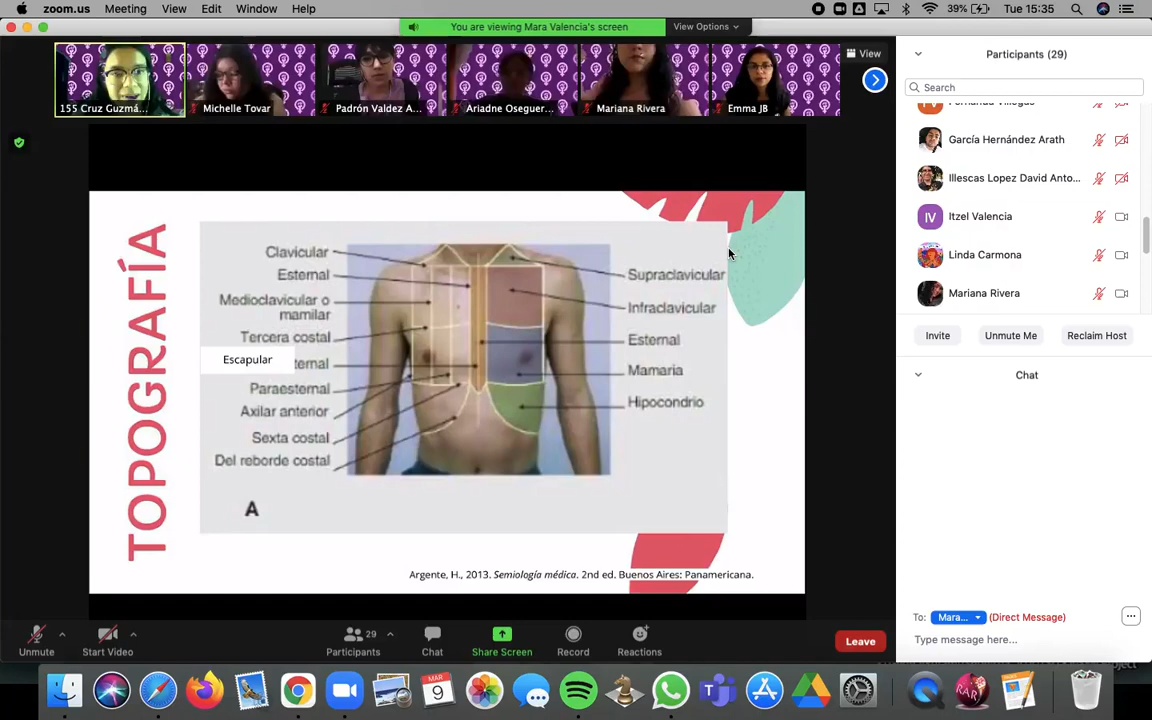 zoom.us Meeting View Edit Window Help 39% Tue 15:35
You are viewing Mara Valencia's screen View Options
155 Cruz Guzmá... Michelle Tovar Padrón Valdez A... Ariadne Oseguer... Mariana Rivera Emma JB
View
TOPOGRAFÍA
Clavicular
Esternal
Medioclavicular o
mamilar
Tercera costal
Escapular
ternal
Paraesternal
Axilar anterior
Sexta costal
Del reborde costal
Supraclavicular
Infraclavicular
Esternal
Mamaria
Hipocondrio
A
Argente, H., 2013. Semiología médica. 2nd ed. Buenos Aires: Panamericana.
Participants (29)
Search
García Hernández Arath
Illescas Lopez David Anto...
IV Itzel Valencia
Linda Carmona
Mariana Rivera
Invite Unmute Me Reclaim Host
Chat
To: Mara... (Direct Message)
Type message here...
Unmute Start Video 29 Participants Chat Share Screen Record Reactions Leave
MAR
9
RAR